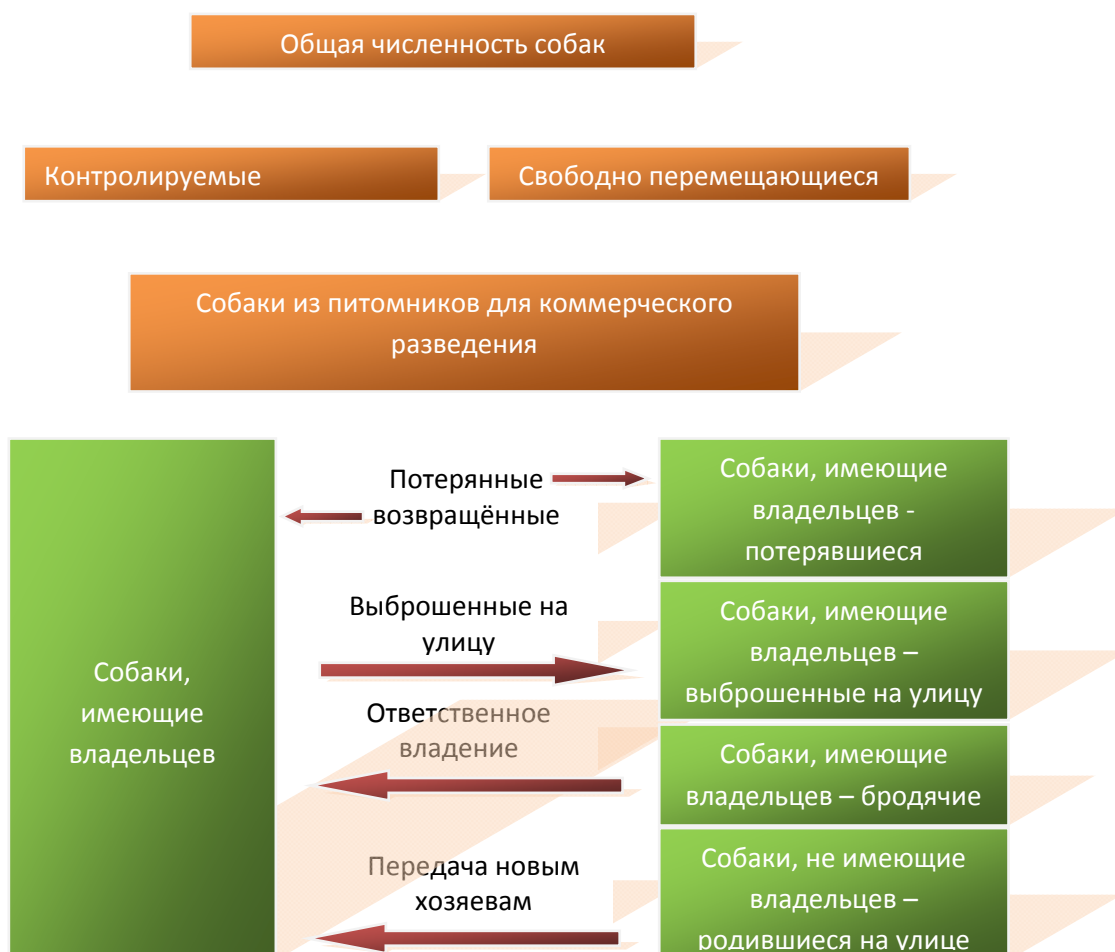 Общая численность собак
Контролируемые
Свободно перемещающиеся
Собаки из питомников для коммерческого
разведения
Собаки,
имеющие
владельцев
Потерянные
возвращённые
Выброшенные на
улицу
Ответственное
владение
Передача новым
хозяевам
Собаки, имеющие
владельцев -
потерявшиеся
Собаки, имеющие
владельцев –
выброшенные на улицу
Собаки, имеющие
владельцев – бродячие
Собаки, не имеющие
владельцев –
родившиеся на улице